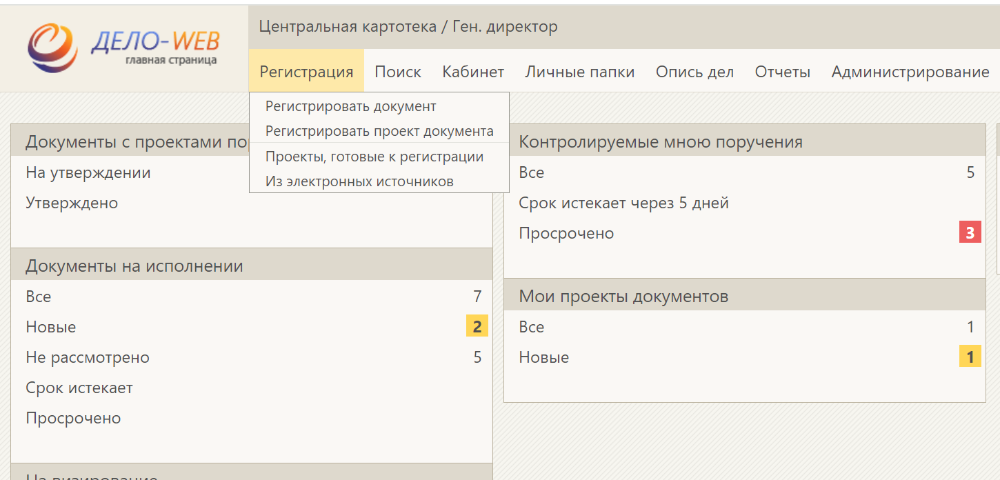 ДЕЛО-WEB
главная страница
Центральная картотека / Ген. директор
Регистрация Поиск Кабинет Личные папки Опись дел Отчеты Администрирование
Регистрировать документ
Регистрировать проект документа
Проекты, готовые к регистрации
Из электронных источников
Документы с проектами
На утверждении
Утверждено
Документы на исполнении
Все 7
Новые 2
Не рассмотрено 5
Срок истекает
Просрочено
На визирование
Контролируемые мною поручения
Все 5
Срок истекает через 5 дней
Просрочено 3
Мои проекты документов
Все 1
Новые 1